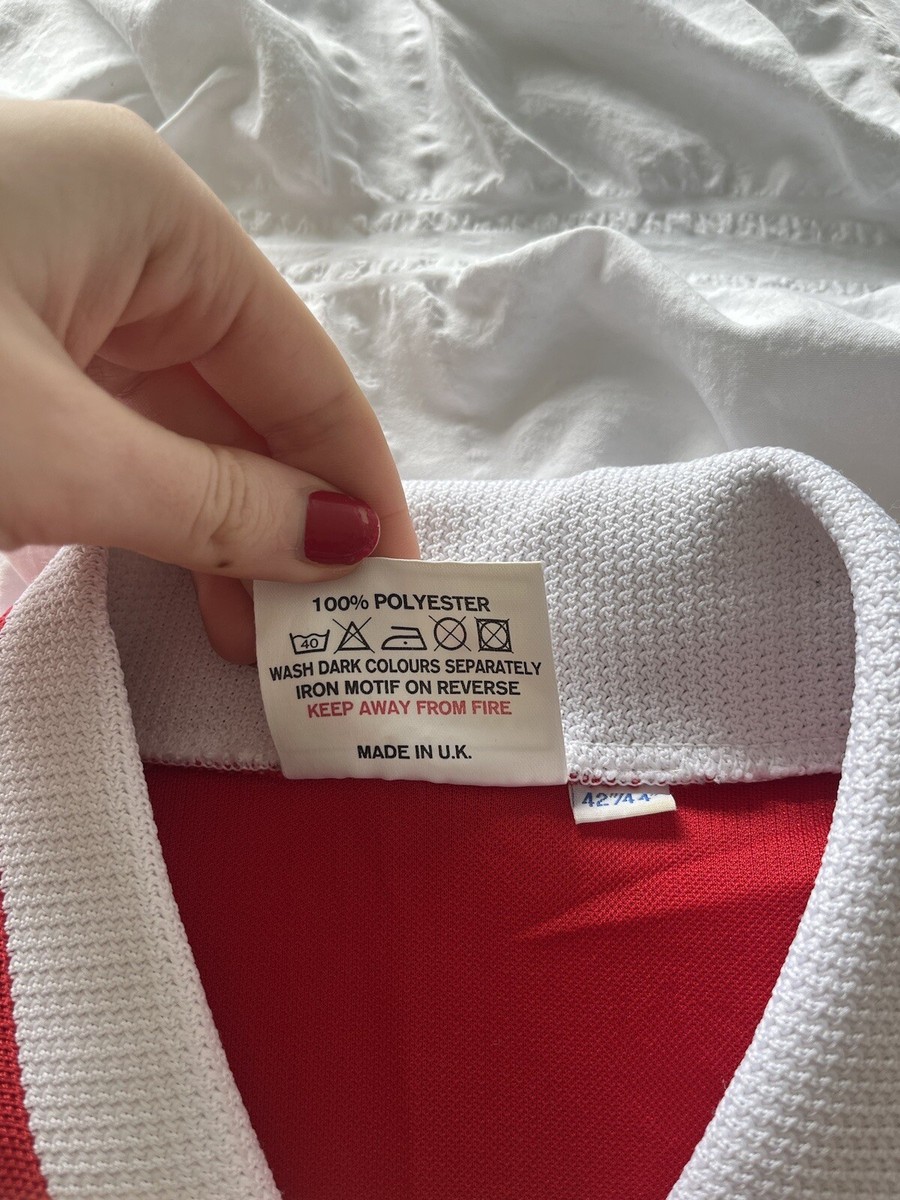 100% POLYESTER
40
WASH DARK COLOURS SEPARATELY
IRON MOTIF ON REVERSE
KEEP AWAY FROM FIRE
MADE IN U.K.
42"/44"